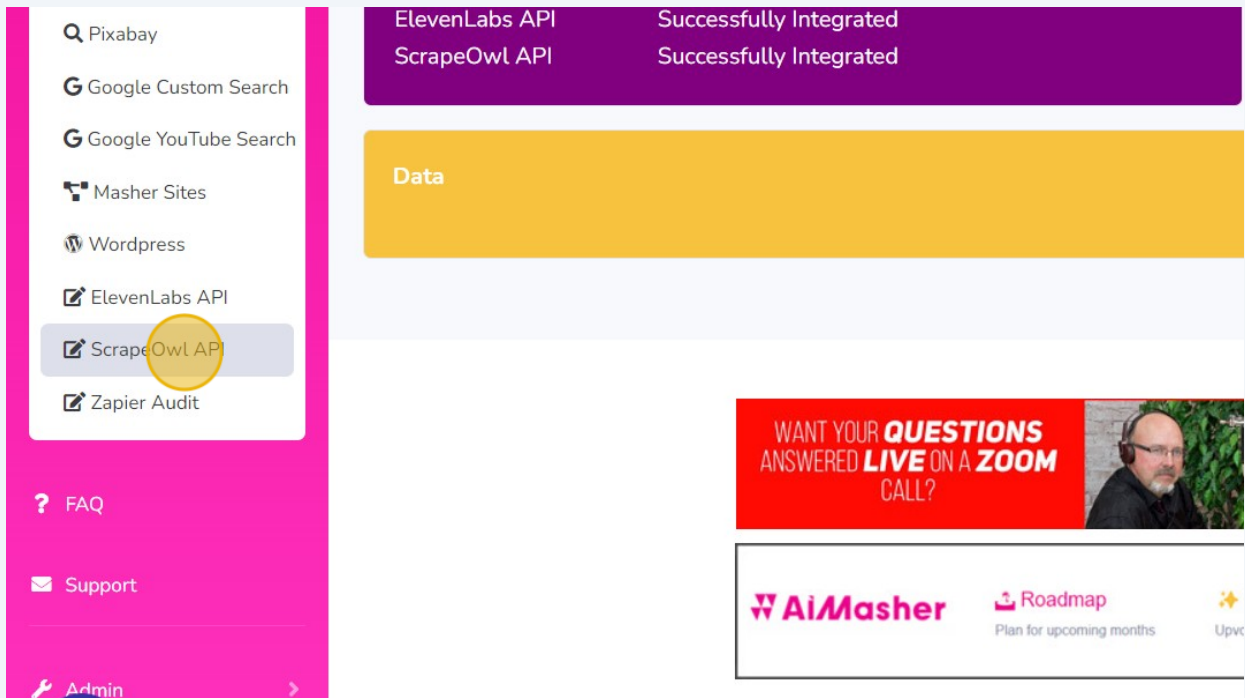 Pixabay
Google Custom Search
Google YouTube Search
Masher Sites
Wordpress
ElevenLabs API
ScrapeOwl API
Zapier Audit
? FAQ
Support
Admin
ElevenLabs API Successfully Integrated
ScrapeOwl API Successfully Integrated
Data
WANT YOUR QUESTIONS
ANSWERED LIVE ON A ZOOM
CALL?
AiMasher
Roadmap
Plan for upcoming months